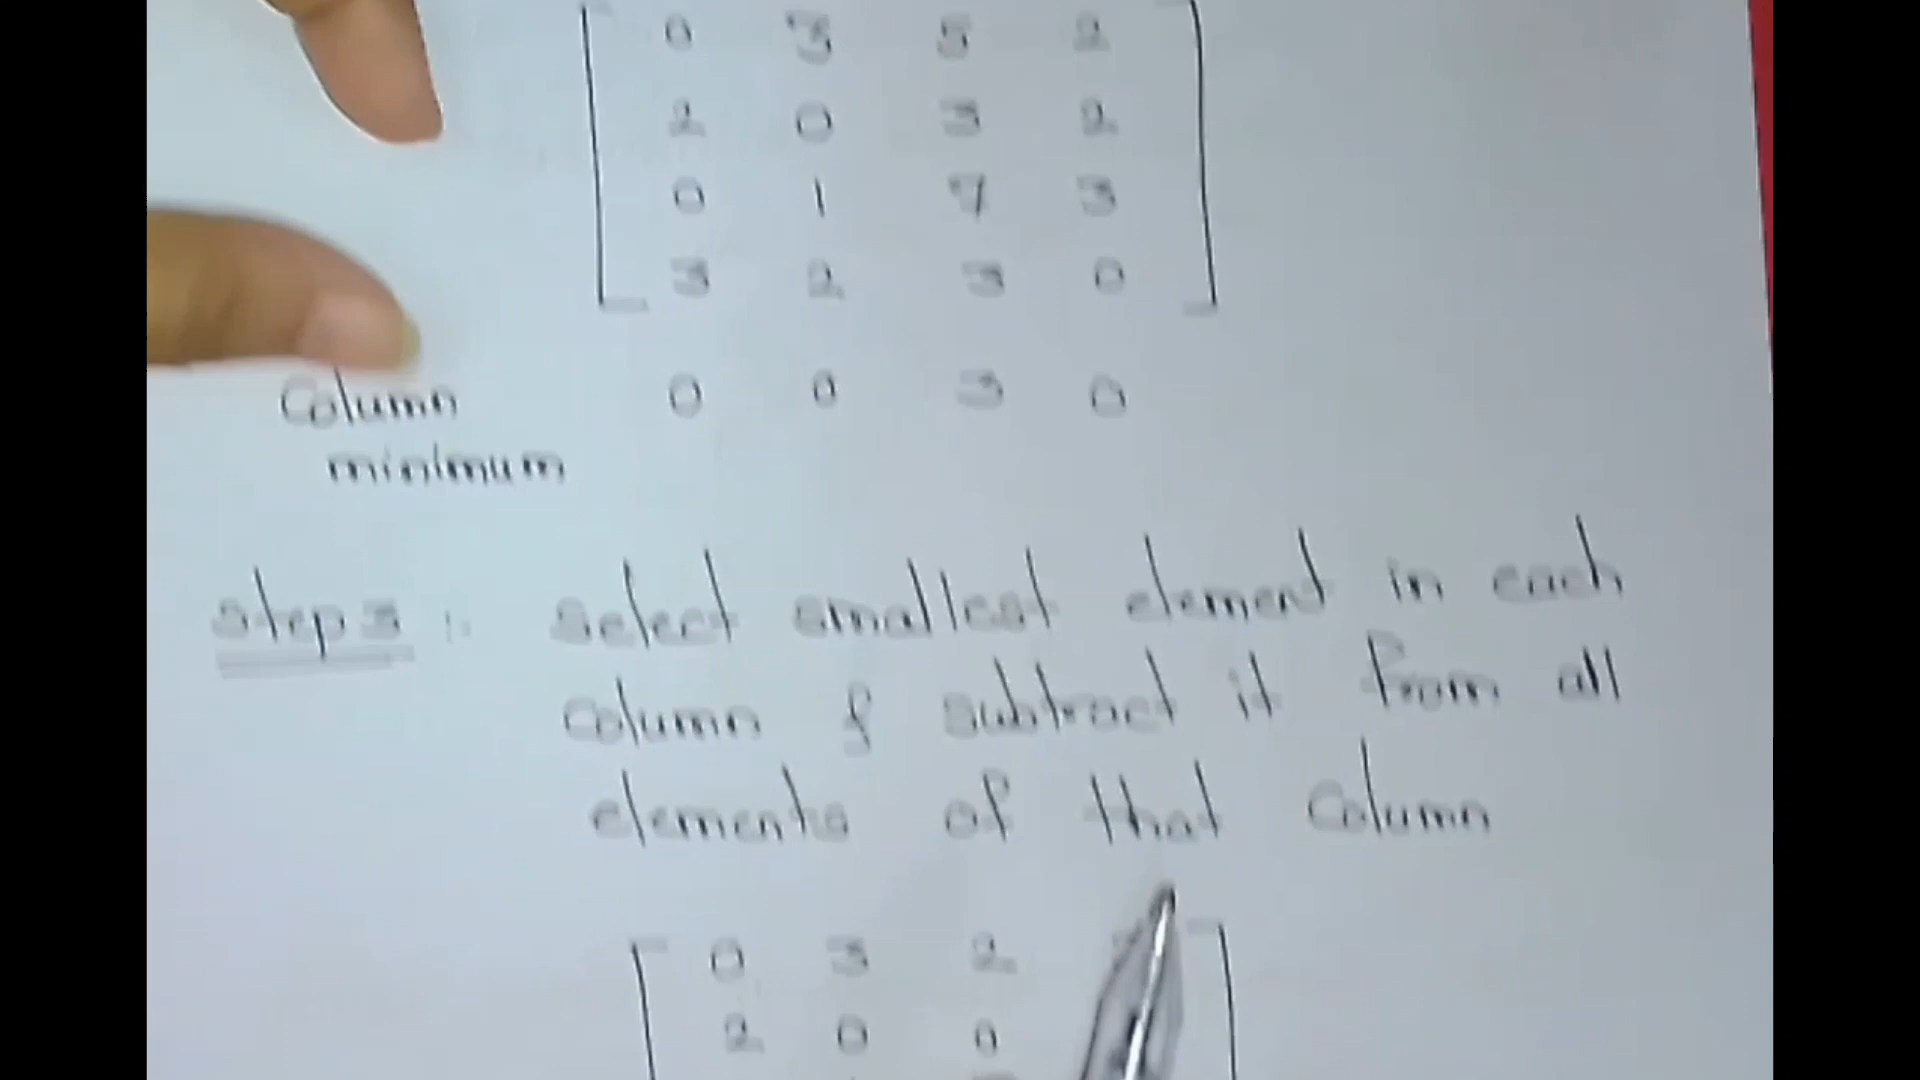 0 3 5 2
2 0 3 2
0 1 7 3
3 2 3 0
Column 0 0 3 0
minimum
Step 3 :- Select smallest element in each
column & subtract it from all
elements of that column
0 3 2
2 0 0